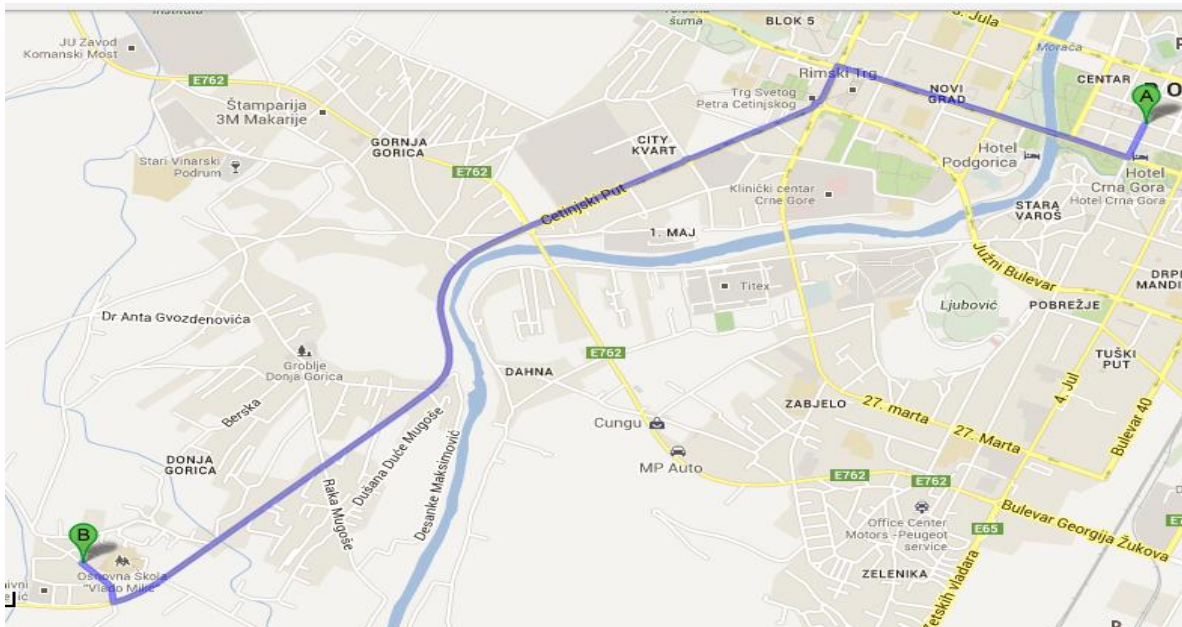 BLOK 5
šuma
Institutu
JU Zavod
Komanski Most
E762
Štamparija
3M Makarije
GORNJA
GORICA
Stari Vinarski
Podrum
E762
3. Jula
Morača
CENTAR
A
Rimski Trg
Trg Svetog
Petra Cetinjskog
NOVI
GRAD
CITY
KVART
Hotel
Podgorica
Hotel
Crna Gora
Hotel Crna Gora
Klinički centar
Crne Gore
STARA
VAROŠ
Cetinjski Put
1. MAJ
Južni Bulevar
Titex
Ljubović
POBREŽJE
Dr Anta Gvozdenovića
Groblje
Donja Gorica
E762
DAHNA
TUŠKI
PUT
Berska
ZABJELO
4. Jul
Bulevar 40
27. marta
27. Marta
Cungu
MP Auto
DONJA
GORICA
Raka Mugoše
Dušana Duće Mugoše
Desanke Maksimović
E762
E762
Bulevar Georgija Žukova
Office Center
Motors -Peugeot
service
E65
ZELENIKA
B
Osnovna Škola